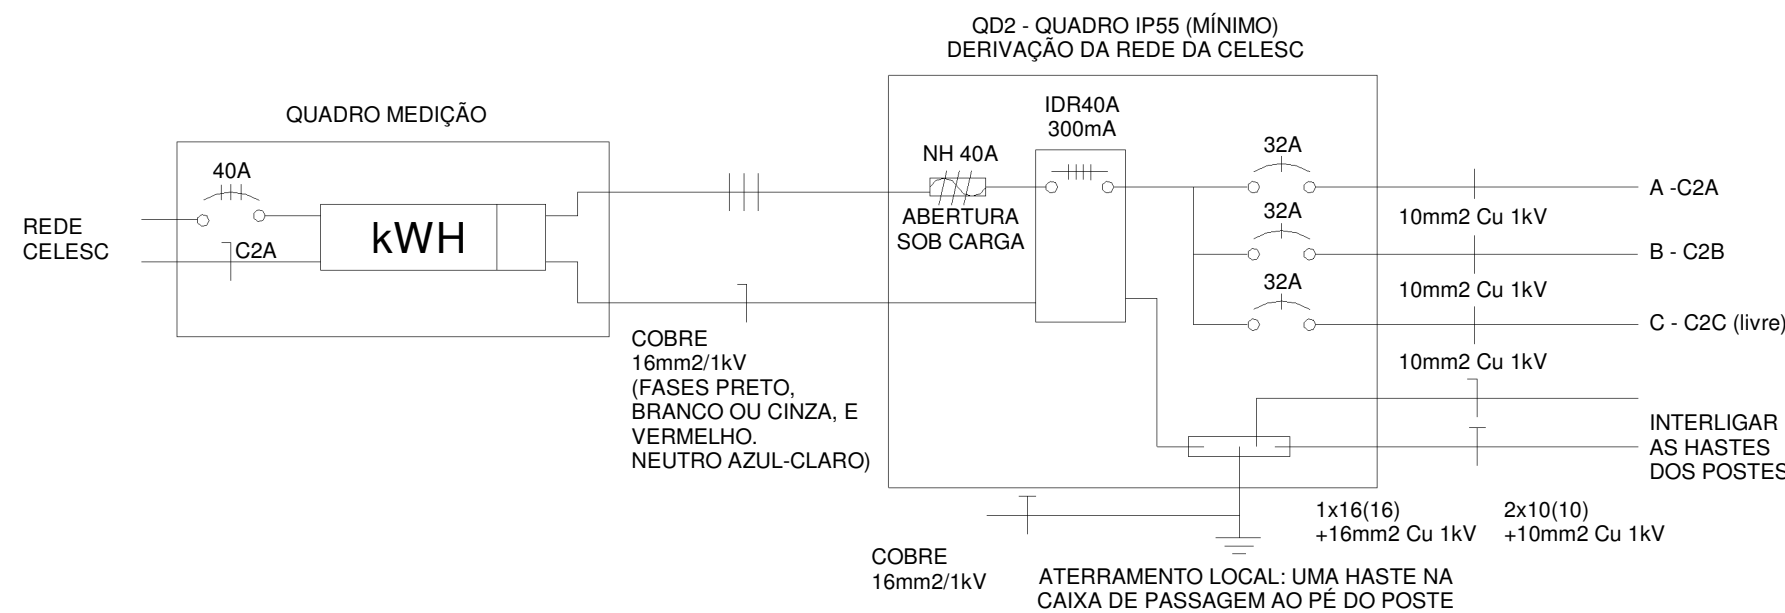 QD2 - QUADRO IP55 (MÍNIMO)
DERIVAÇÃO DA REDE DA CELESC
QUADRO MEDIÇÃO
40A
REDE
CELESC
C2A
kWH
COBRE
16mm2/1kV
(FASES PRETO,
BRANCO OU CINZA, E
VERMELHO.
NEUTRO AZUL-CLARO)
NH 40A
ABERTURA
SOB CARGA
IDR40A
300mA
32A
32A
32A
A -C2A
10mm2 Cu 1kV
B - C2B
10mm2 Cu 1kV
C - C2C (livre)
10mm2 Cu 1kV
INTERLIGAR
AS HASTES
DOS POSTES
1x16(16)
+16mm2 Cu 1kV
2x10(10)
+10mm2 Cu 1kV
COBRE
16mm2/1kV
ATERRAMENTO LOCAL: UMA HASTE NA
CAIXA DE PASSAGEM AO PÉ DO POSTE